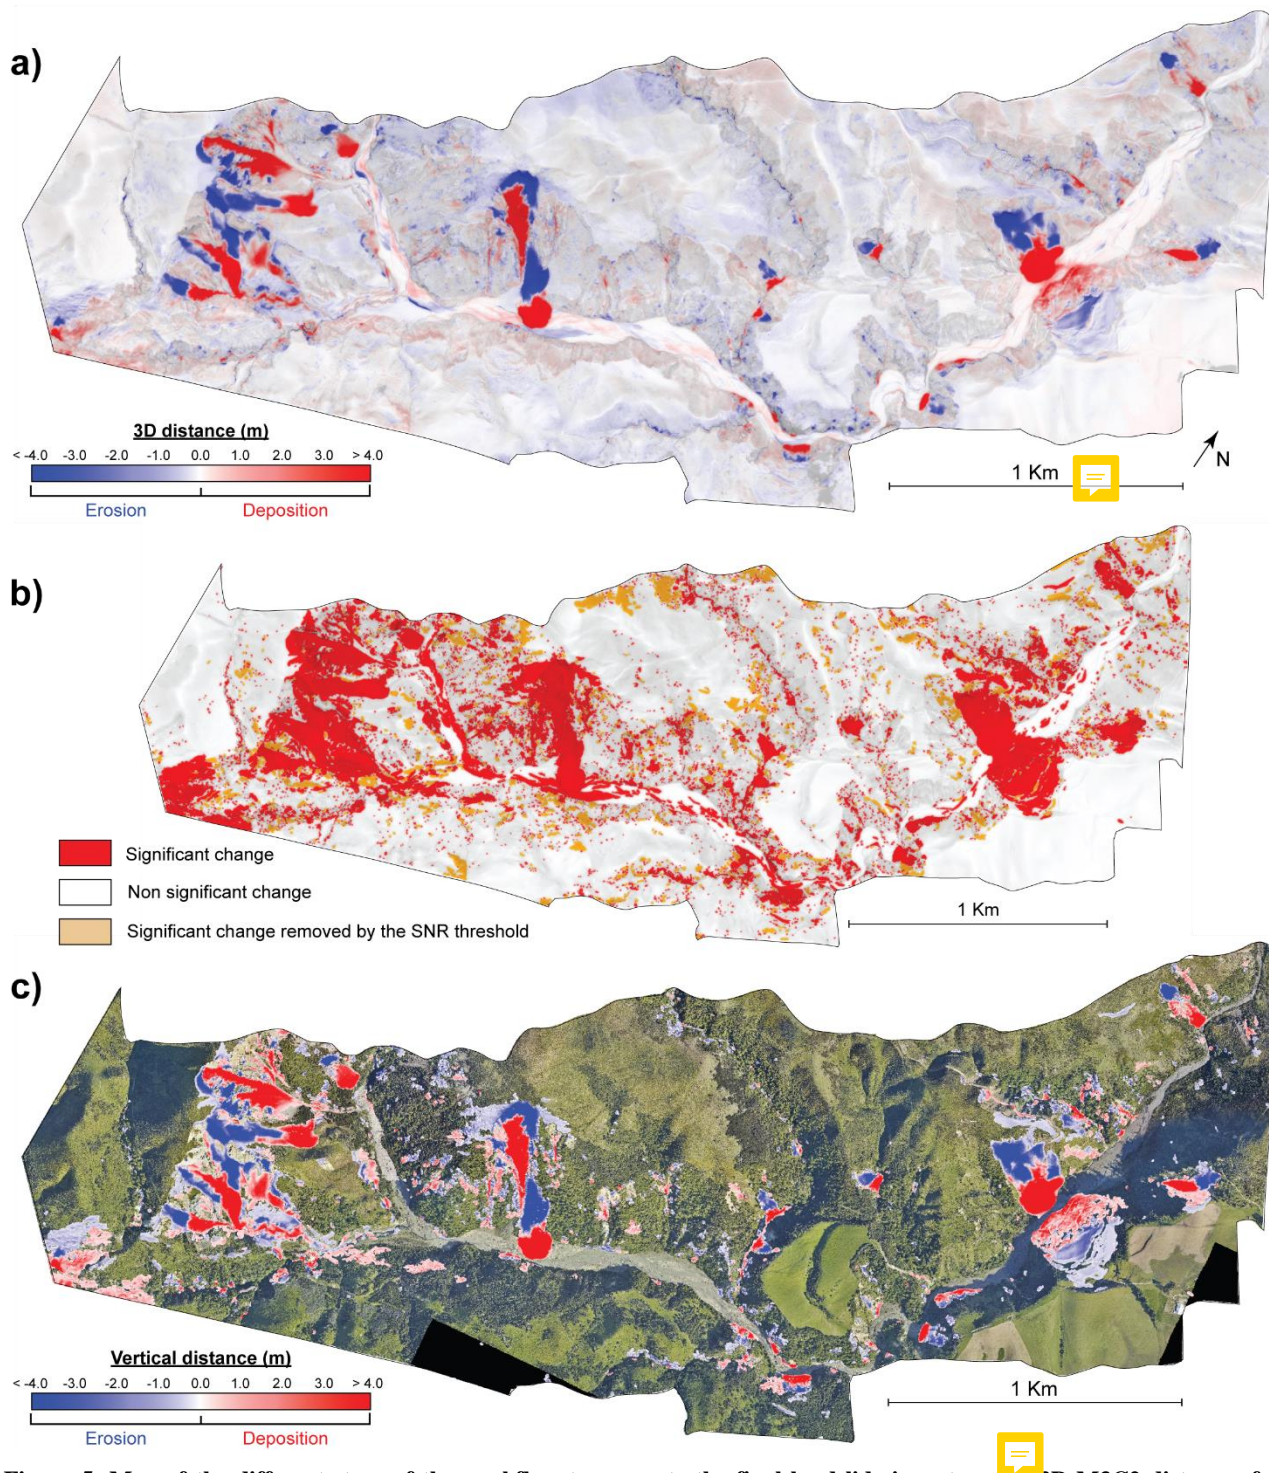 a)
3D distance (m)
< -4.0 -3.0 -2.0 -1.0 0.0 1.0 2.0 3.0 > 4.0
Erosion Deposition
1 Km
N
b)
Significant change
Non significant change
Significant change removed by the SNR threshold
1 Km
c)
Vertical distance (m)
< -4.0 -3.0 -2.0 -1.0 0.0 1.0 2.0 3.0 > 4.0
Erosion Deposition
1 Km